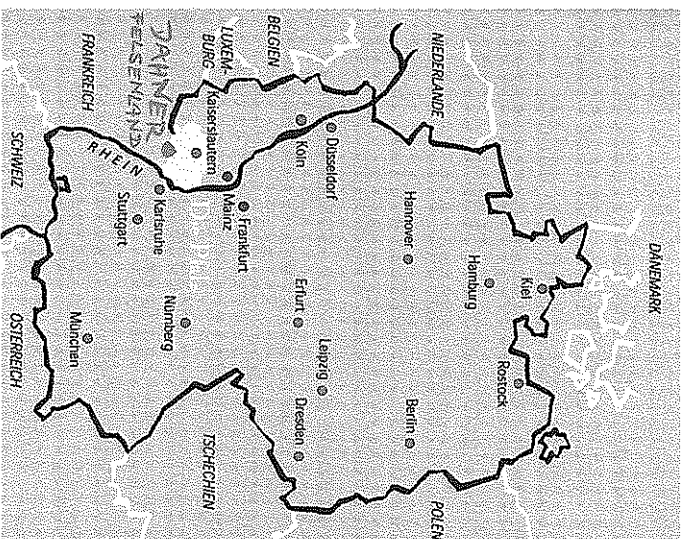 DÄNEMARK
Kiel
Rostock
Hamburg
NIEDERLANDE
Hannover
Berlin
POLEN
Düsseldorf
Köln
BELGIEN
Leipzig
Erfurt
Dresden
LUXEM-
BURG
Frankfurt
Mainz
Kaiserslautern
TSCHECHIEN
DAHNER
FELSENLAND
Karlsruhe
Nürnberg
FRANKREICH
RHEIN
Stuttgart
München
SCHWEIZ
ÖSTERREICH